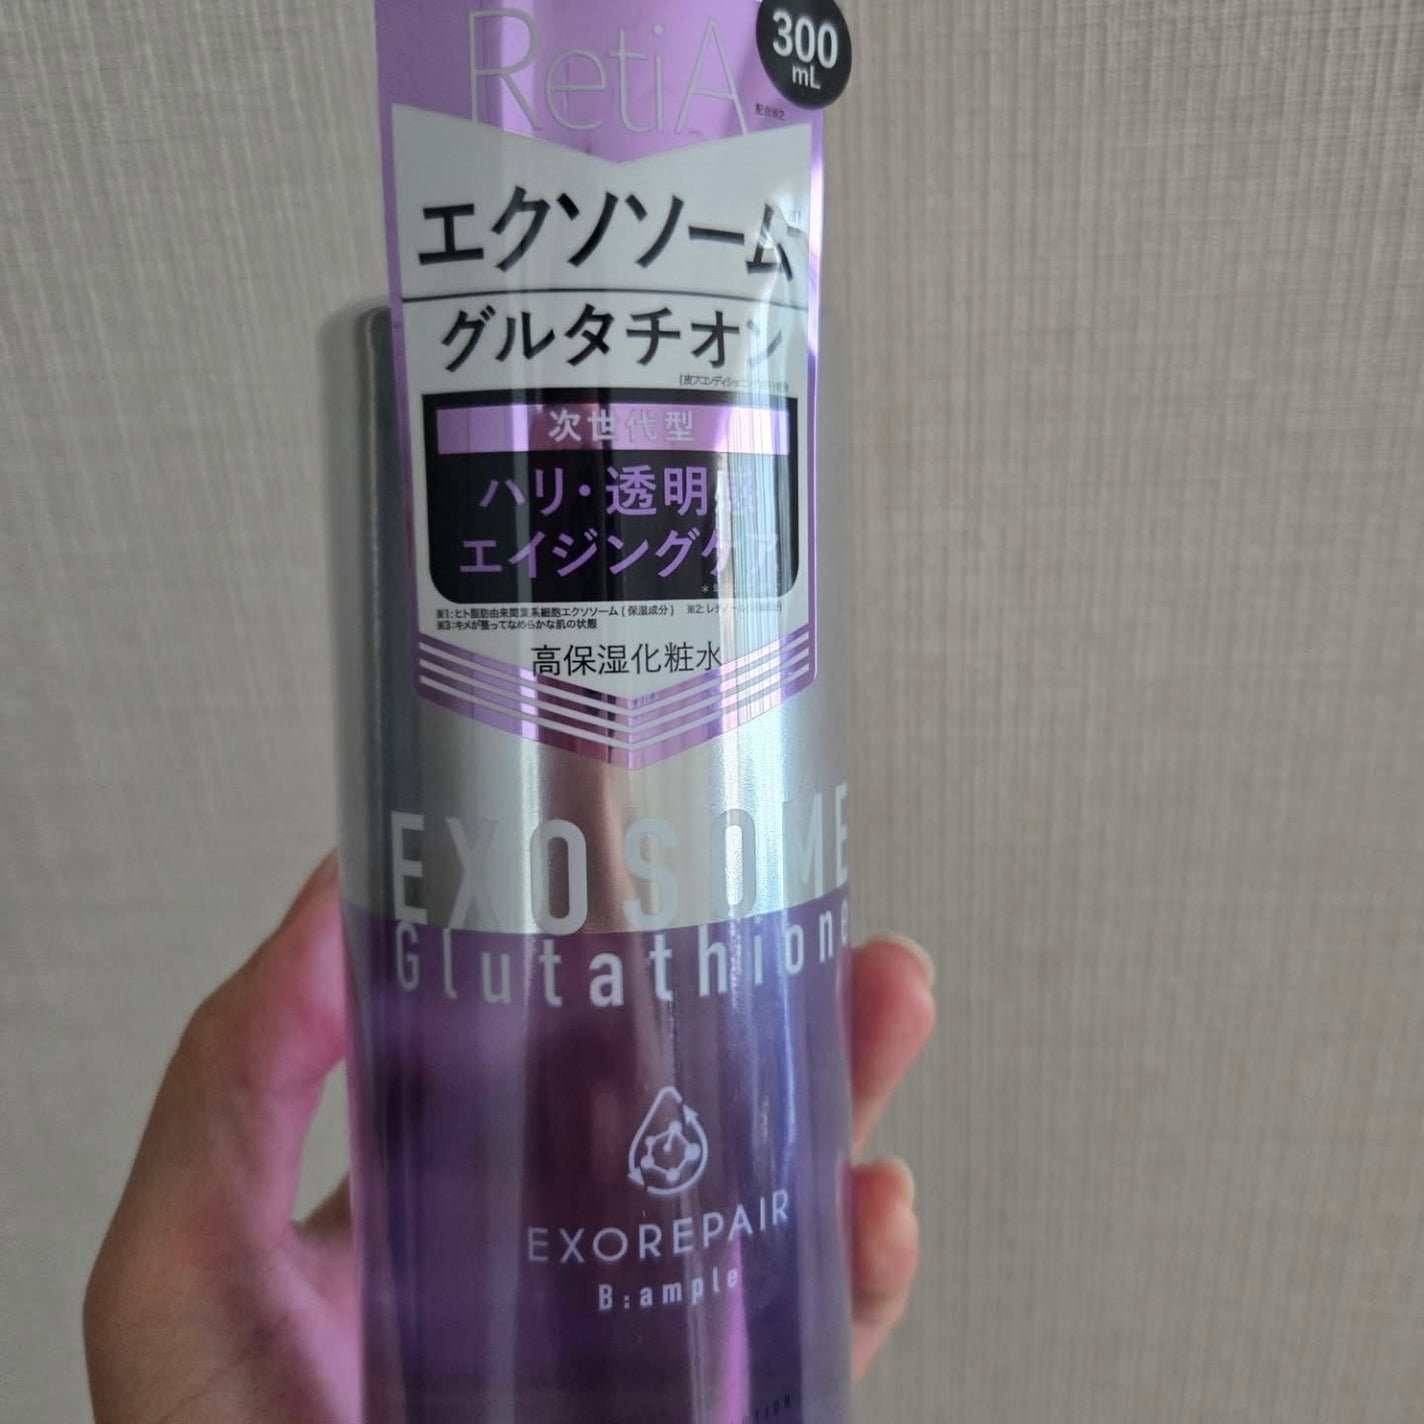 RetiA
300
mL
配合※2
エクソソーム
グルタチオン
次世代型
ハリ・透明感
エイジングケア
※1:ヒト脂肪由来間葉系細胞エクソソーム(保湿成分)
※3:キメが整ってなめらかな肌の状態
高保湿化粧水
EXOSOME
Glutathione
EXOREPAIR
B:ample